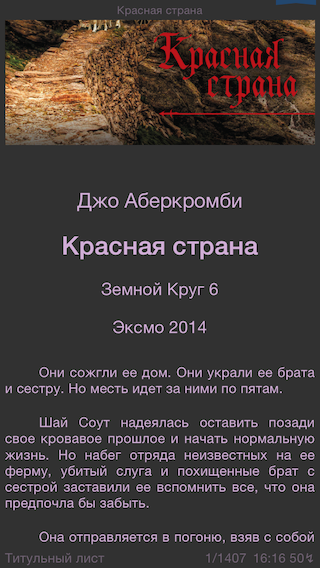 Красная страна
Красная
страна
Джо Аберкромби
Красная страна
Земной Круг 6
Эксмо 2014
Они сожгли ее дом. Они украли ее брата
и сестру. Но месть идет за ними по пятам.
Шай Соут надеялась оставить позади
свое кровавое прошлое и начать нормальную
жизнь. Но набег отряда неизвестных на ее
ферму, убитый слуга и похищенные брат с
сестрой заставили ее вспомнить все, что она
предпочла бы забыть.
Она отправляется в погоню, взяв с собой
Титульный лист 1/1407 16:16 50